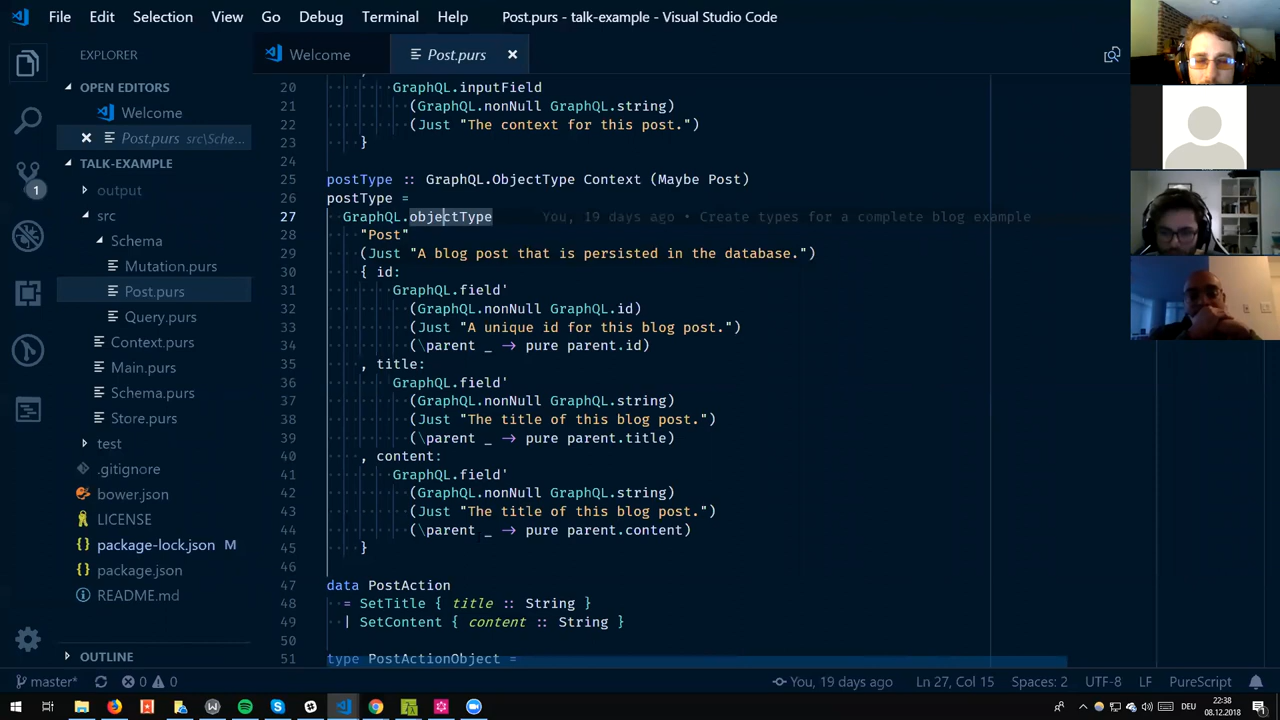 File Edit Selection View Go Debug Terminal Help Post.purs - talk-example - Visual Studio Code
EXPLORER
OPEN EDITORS
Welcome
Post.purs src\Sche...
TALK-EXAMPLE
output
src
Schema
Mutation.purs
Post.purs
Query.purs
Context.purs
Main.purs
Schema.purs
Store.purs
test
.gitignore
bower.json
LICENSE
package-lock.json M
package.json
README.md
OUTLINE
1
Welcome Post.purs
20 GraphQL.inputField
21 (GraphQL.nonNull GraphQL.string)
22 (Just "The context for this post.")
23 }
24
25 postType :: GraphQL.ObjectType Context (Maybe Post)
26 postType =
27 GraphQL.objectType You, 19 days ago • Create types for a complete blog example
28 "Post"
29 (Just "A blog post that is persisted in the database.")
30 { id:
31 GraphQL.field'
32 (GraphQL.nonNull GraphQL.id)
33 (Just "A unique id for this blog post.")
34 (\parent _ → pure parent.id)
35 , title:
36 GraphQL.field'
37 (GraphQL.nonNull GraphQL.string)
38 (Just "The title of this blog post.")
39 (\parent _ → pure parent.title)
40 , content:
41 GraphQL.field'
42 (GraphQL.nonNull GraphQL.string)
43 (Just "The title of this blog post.")
44 (\parent _ → pure parent.content)
45 }
46
47 data PostAction
48 = SetTitle { title :: String }
49 | SetContent { content :: String }
50
51 type PostActionObject =
master* 0 0 You, 19 days ago Ln 27, Col 15 Spaces: 2 UTF-8 LF PureScript
DEU 22:38
08.12.2018